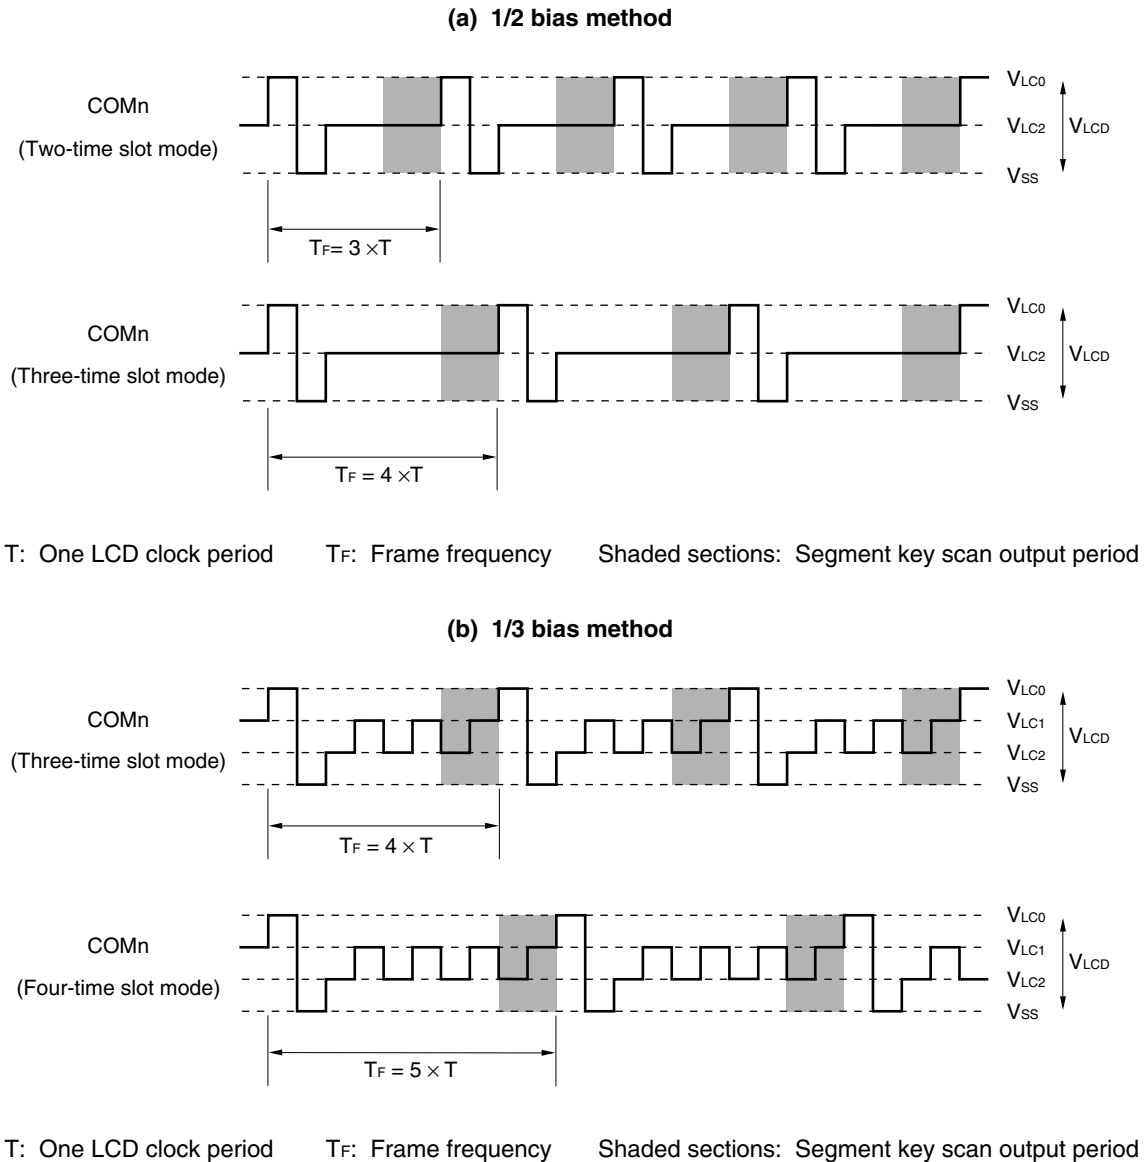 (a) 1/2 bias method
COMn
(Two-time slot mode)
VLC0
VLC2
VSS
VLCD
TF= 3 ×T
COMn
(Three-time slot mode)
VLC0
VLC2
VSS
VLCD
TF = 4 ×T
T: One LCD clock period TF: Frame frequency Shaded sections: Segment key scan output period
(b) 1/3 bias method
COMn
(Three-time slot mode)
VLC0
VLC1
VLC2
VSS
VLCD
TF = 4 × T
COMn
(Four-time slot mode)
VLC0
VLC1
VLC2
VSS
VLCD
TF = 5 × T
T: One LCD clock period TF: Frame frequency Shaded sections: Segment key scan output period